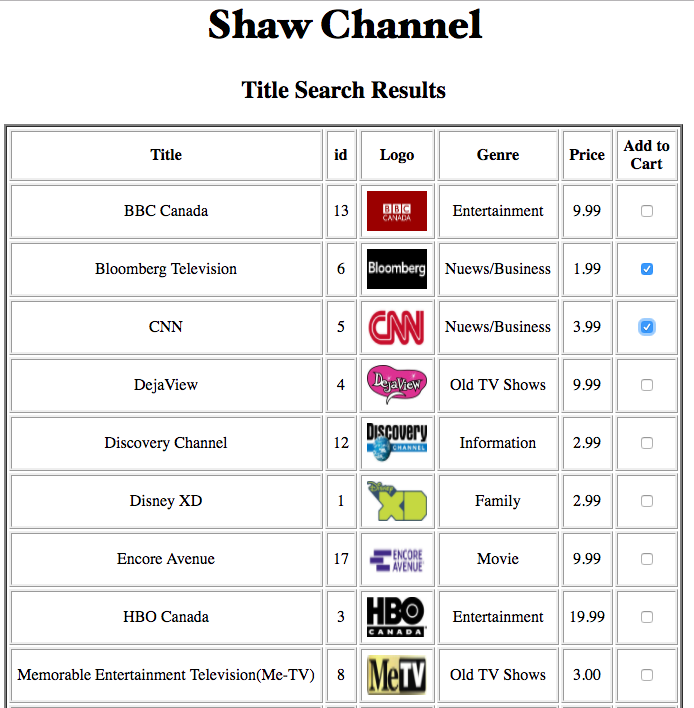 Shaw Channel
Title Search Results
Title id Logo Genre Price Add to
Cart
BBC Canada 13 BBC CANADA Entertainment 9.99
Bloomberg Television 6 Bloomberg Nuews/Business 1.99
CNN 5 CNN Nuews/Business 3.99
DejaView 4 DejaView Old TV Shows 9.99
Discovery Channel 12 DISCOVERY CHANNEL Information 2.99
Disney XD 1 Disney XD Family 2.99
Encore Avenue 17 ENCORE AVENUE Movie 9.99
HBO Canada 3 HBO CANADA Entertainment 19.99
Memorable Entertainment Television(Me-TV) 8 MeTV Old TV Shows 3.00